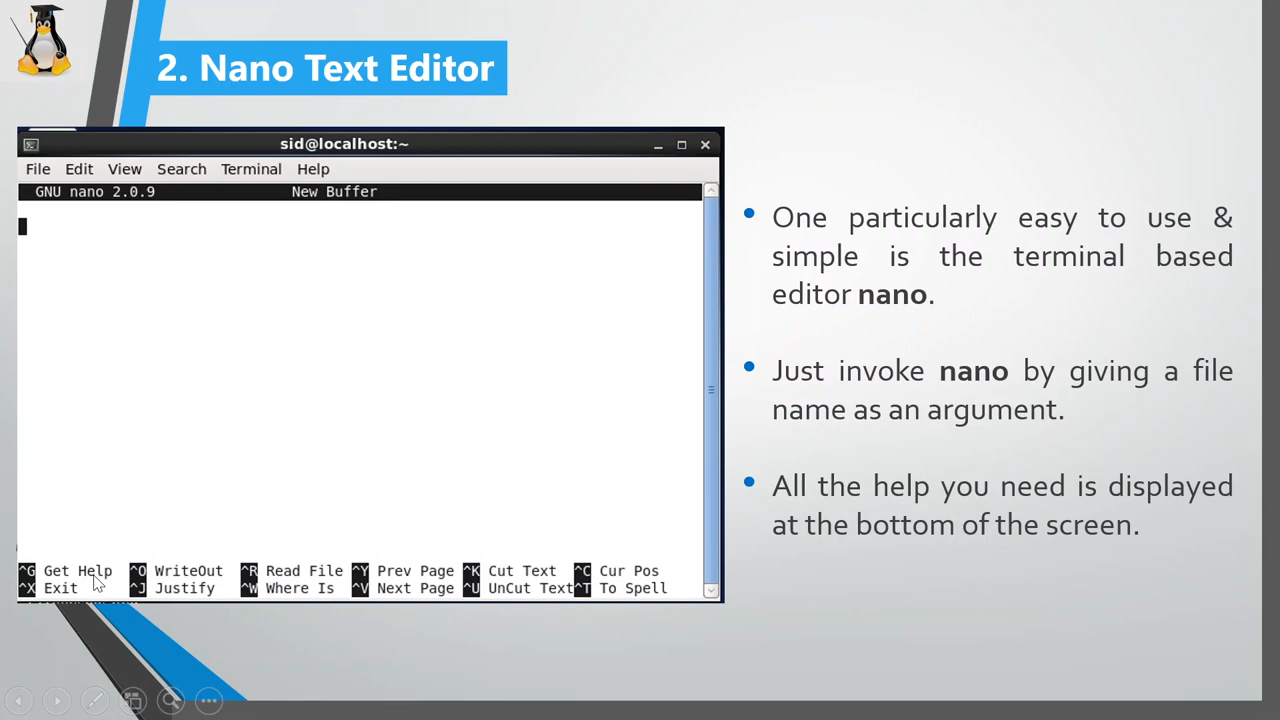 2. Nano Text Editor
sid@localhost:~
File Edit View Search Terminal Help
GNU nano 2.0.9 New Buffer
^G Get Help ^O WriteOut ^R Read File ^Y Prev Page ^K Cut Text ^C Cur Pos
^X Exit ^J Justify ^W Where Is ^V Next Page ^U UnCut Text ^T To Spell
• One particularly easy to use &
simple is the terminal based
editor nano.
• Just invoke nano by giving a file
name as an argument.
• All the help you need is displayed
at the bottom of the screen.